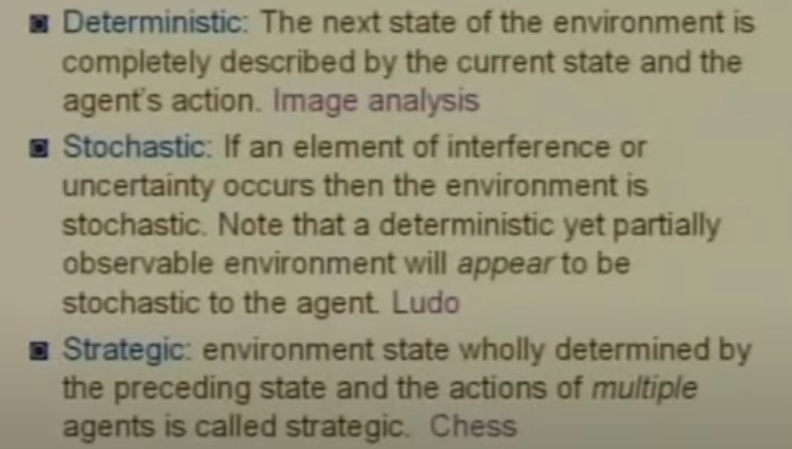 Deterministic: The next state of the environment is
completely described by the current state and the
agent's action. Image analysis
Stochastic: If an element of interference or
uncertainty occurs then the environment is
stochastic. Note that a deterministic yet partially
observable environment will appear to be
stochastic to the agent. Ludo
Strategic: environment state wholly determined by
the preceding state and the actions of multiple
agents is called strategic. Chess